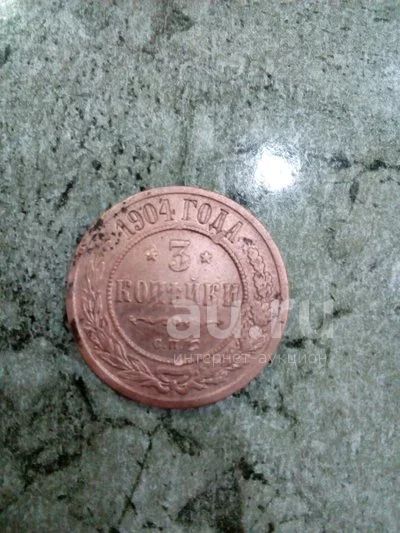 1904 ГОДА
3
КОПѢЙКИ
С.П.Б.
au.ru
интернет-аукцион